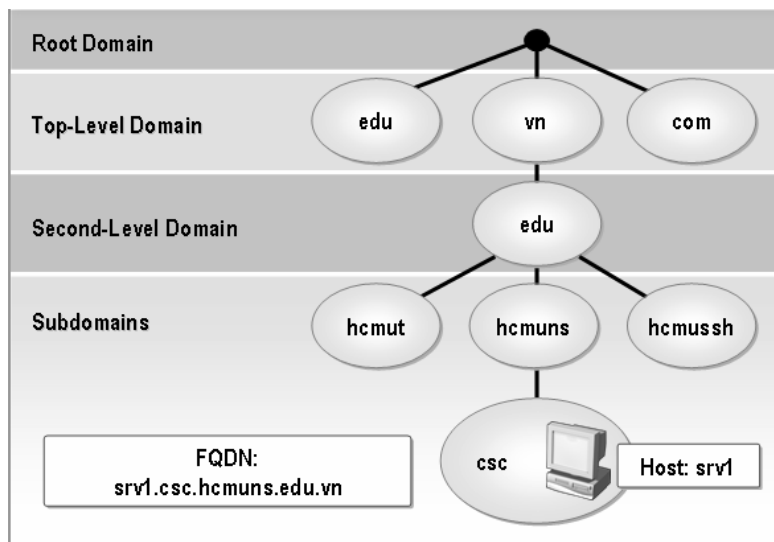 Root Domain
Top-Level Domain
edu
vn
com
Second-Level Domain
edu
Subdomains
hcmut
hcmuns
hcmussh
FQDN:
srv1.csc.hcmuns.edu.vn
csc
Host: srv1